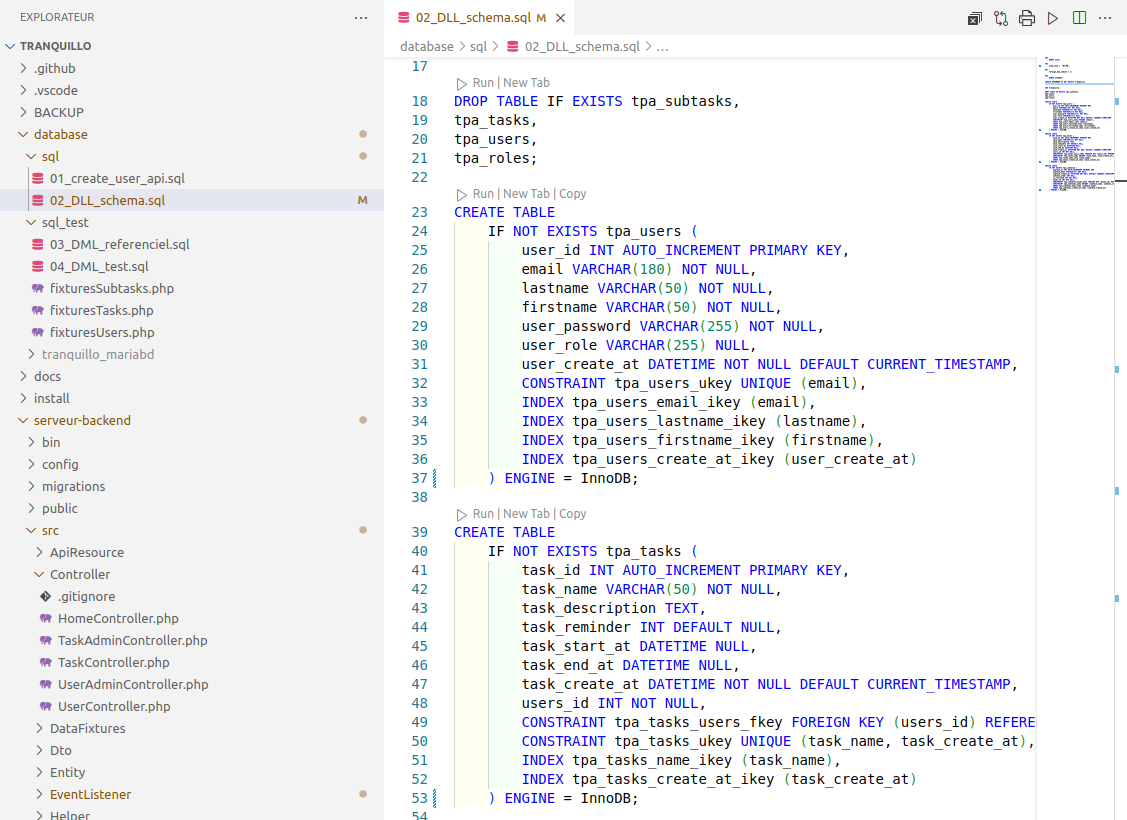 EXPLORATEUR
TRANQUILLO
.github
.vscode
BACKUP
database
sql
01_create_user_api.sql
02_DLL_schema.sql M
sql_test
03_DML_referenciel.sql
04_DML_test.sql
fixturesSubtasks.php
fixturesTasks.php
fixturesUsers.php
tranquillo_mariabd
docs
install
serveur-backend
bin
config
migrations
public
src
ApiResource
Controller
.gitignore
HomeController.php
TaskAdminController.php
TaskController.php
UserAdminController.php
UserController.php
DataFixtures
Dto
Entity
EventListener
Helper
02_DLL_schema.sql M
database > sql > 02_DLL_schema.sql > ...
17
Run | New Tab
18 DROP TABLE IF EXISTS tpa_subtasks,
19 tpa_tasks,
20 tpa_users,
21 tpa_roles;
22
Run | New Tab | Copy
23 CREATE TABLE
24 IF NOT EXISTS tpa_users (
25 user_id INT AUTO_INCREMENT PRIMARY KEY,
26 email VARCHAR(180) NOT NULL,
27 lastname VARCHAR(50) NOT NULL,
28 firstname VARCHAR(50) NOT NULL,
29 user_password VARCHAR(255) NOT NULL,
30 user_role VARCHAR(255) NULL,
31 user_create_at DATETIME NOT NULL DEFAULT CURRENT_TIMESTAMP,
32 CONSTRAINT tpa_users_ukey UNIQUE (email),
33 INDEX tpa_users_email_ikey (email),
34 INDEX tpa_users_lastname_ikey (lastname),
35 INDEX tpa_users_firstname_ikey (firstname),
36 INDEX tpa_users_create_at_ikey (user_create_at)
37 ) ENGINE = InnoDB;
38
Run | New Tab | Copy
39 CREATE TABLE
40 IF NOT EXISTS tpa_tasks (
41 task_id INT AUTO_INCREMENT PRIMARY KEY,
42 task_name VARCHAR(50) NOT NULL,
43 task_description TEXT,
44 task_reminder INT DEFAULT NULL,
45 task_start_at DATETIME NULL,
46 task_end_at DATETIME NULL,
47 task_create_at DATETIME NOT NULL DEFAULT CURRENT_TIMESTAMP,
48 users_id INT NOT NULL,
49 CONSTRAINT tpa_tasks_users_fkey FOREIGN KEY (users_id) REFERE
50 CONSTRAINT tpa_tasks_ukey UNIQUE (task_name, task_create_at),
51 INDEX tpa_tasks_name_ikey (task_name),
52 INDEX tpa_tasks_create_at_ikey (task_create_at)
53 ) ENGINE = InnoDB;
54